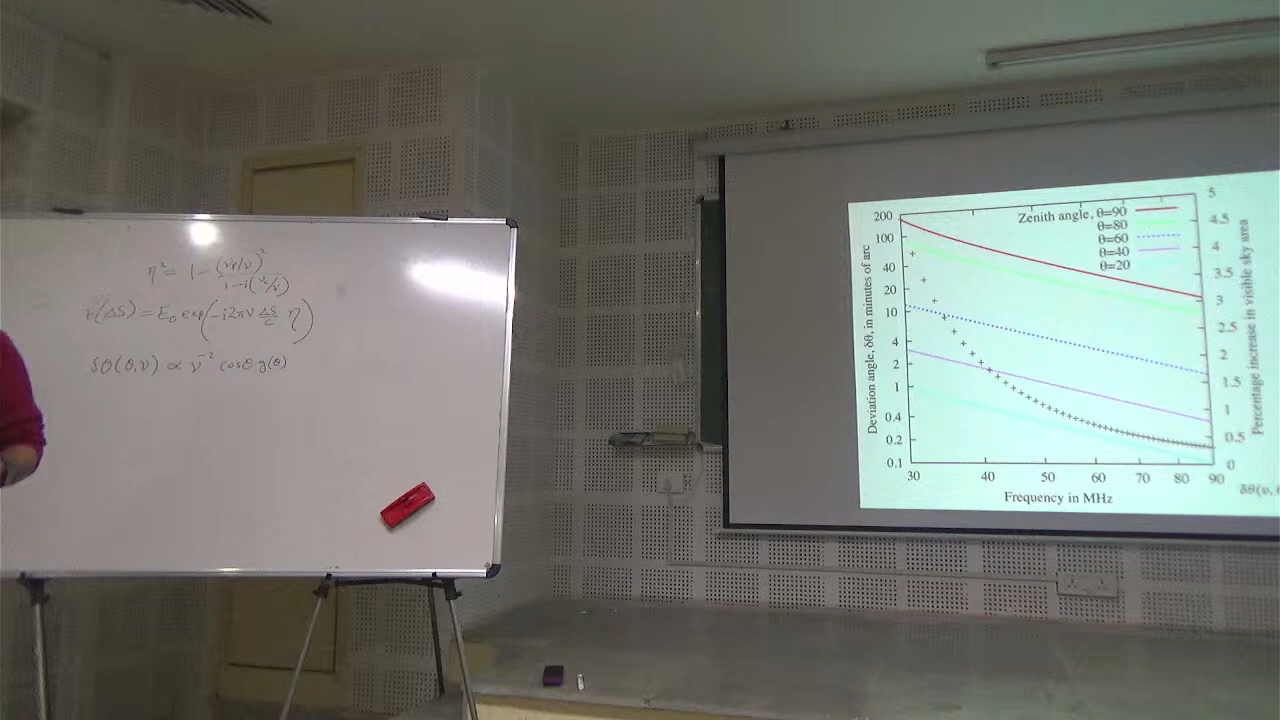 η² = 1 - (νp/ν)² / 1 - i(νc/ν)
E(ΔS) = E₀ exp(-i2πν ΔS/c η)
δθ(θ,ν) ∝ ν⁻² cosθ g(θ)
Zenith angle, θ=90
θ=80
θ=60
θ=40
θ=20
200
100
40
20
10
4
2
1
0.4
0.2
0.1
Deviation angle, δθ, in minutes of arc
30 40 50 60 70 80 90
Frequency in MHz
5
4.5
4
3.5
3
2.5
2
1.5
1
0.5
0
Percentage increase in visible sky area
δθ(ν,